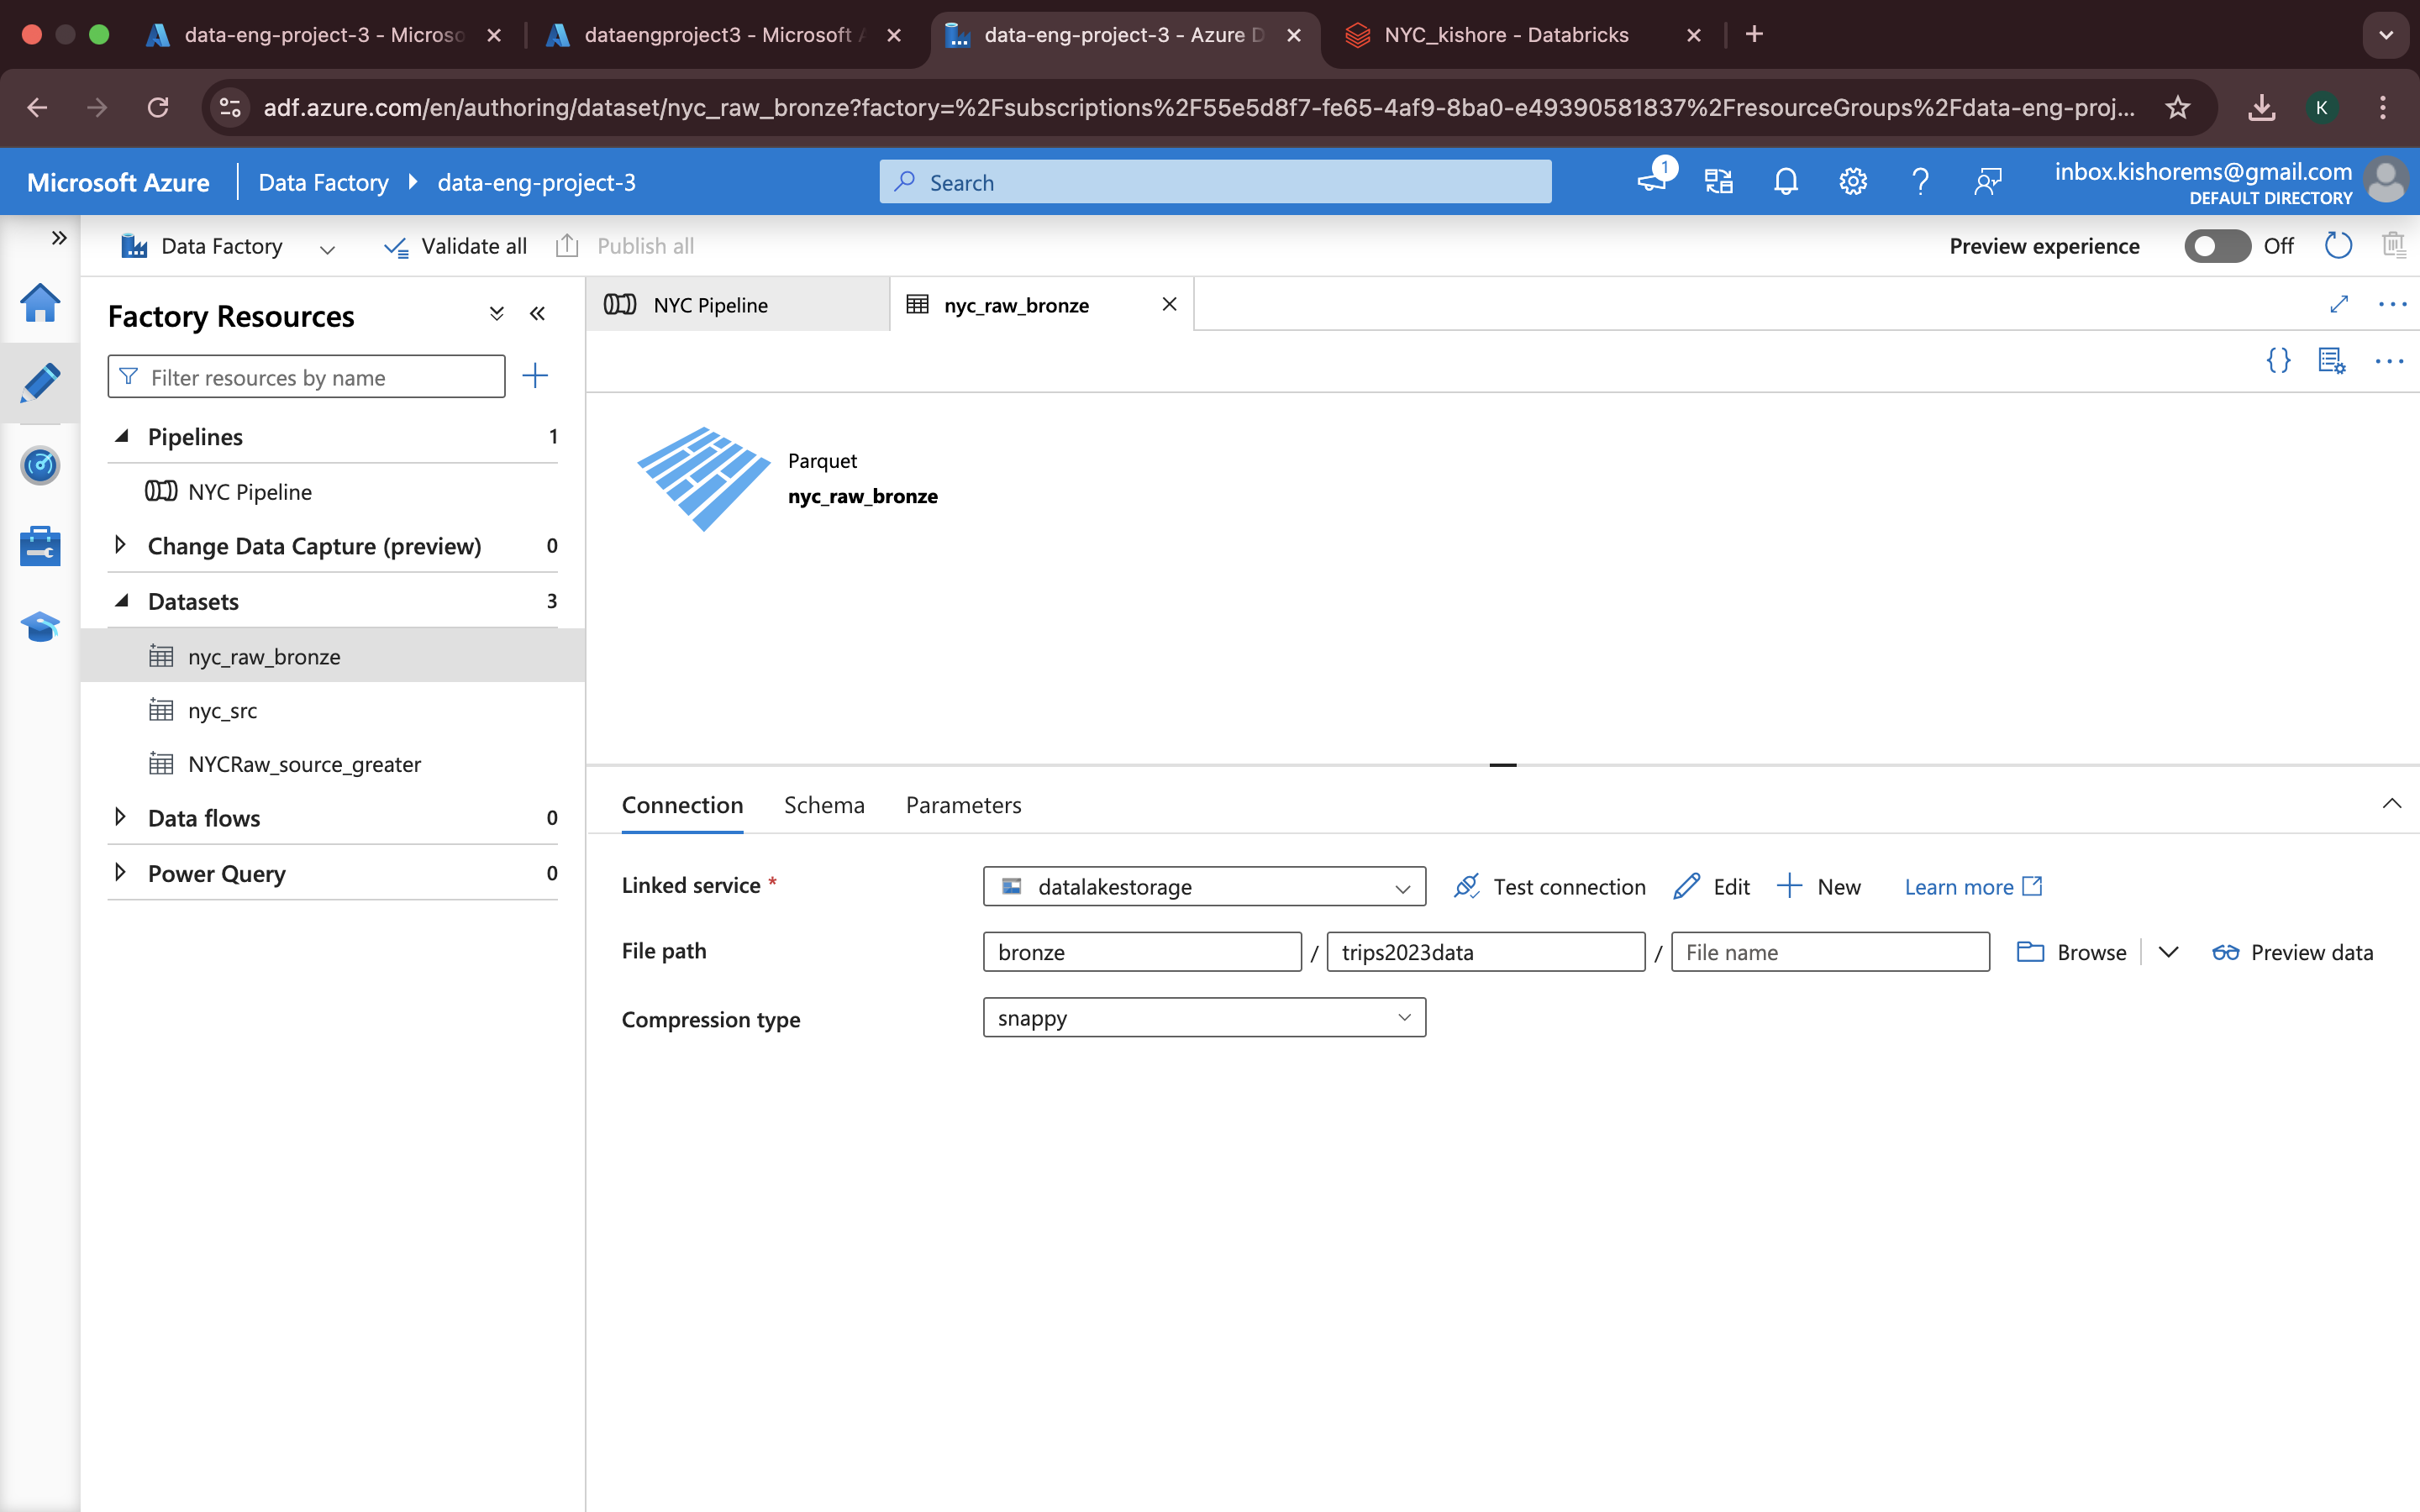 data-eng-project-3 - Microso
dataengproject3 - Microsoft
data-eng-project-3 - Azure D
NYC_kishore - Databricks
adf.azure.com/en/authoring/dataset/nyc_raw_bronze?factory=%2Fsubscriptions%2F55e5d8f7-fe65-4af9-8ba0-e49390581837%2FresourceGroups%2Fdata-eng-proj...
K
Microsoft Azure
Data Factory
data-eng-project-3
Search
1
inbox.kishorems@gmail.com
DEFAULT DIRECTORY
Data Factory
Validate all
Publish all
Preview experience
Off
Factory Resources
Filter resources by name
Pipelines 1
NYC Pipeline
Change Data Capture (preview) 0
Datasets 3
nyc_raw_bronze
nyc_src
NYCRaw_source_greater
Data flows 0
Power Query 0
NYC Pipeline
nyc_raw_bronze
Parquet
nyc_raw_bronze
Connection
Schema
Parameters
Linked service *
datalakestorage
Test connection
Edit
New
Learn more
File path
bronze / trips2023data / File name
Browse
Preview data
Compression type
snappy